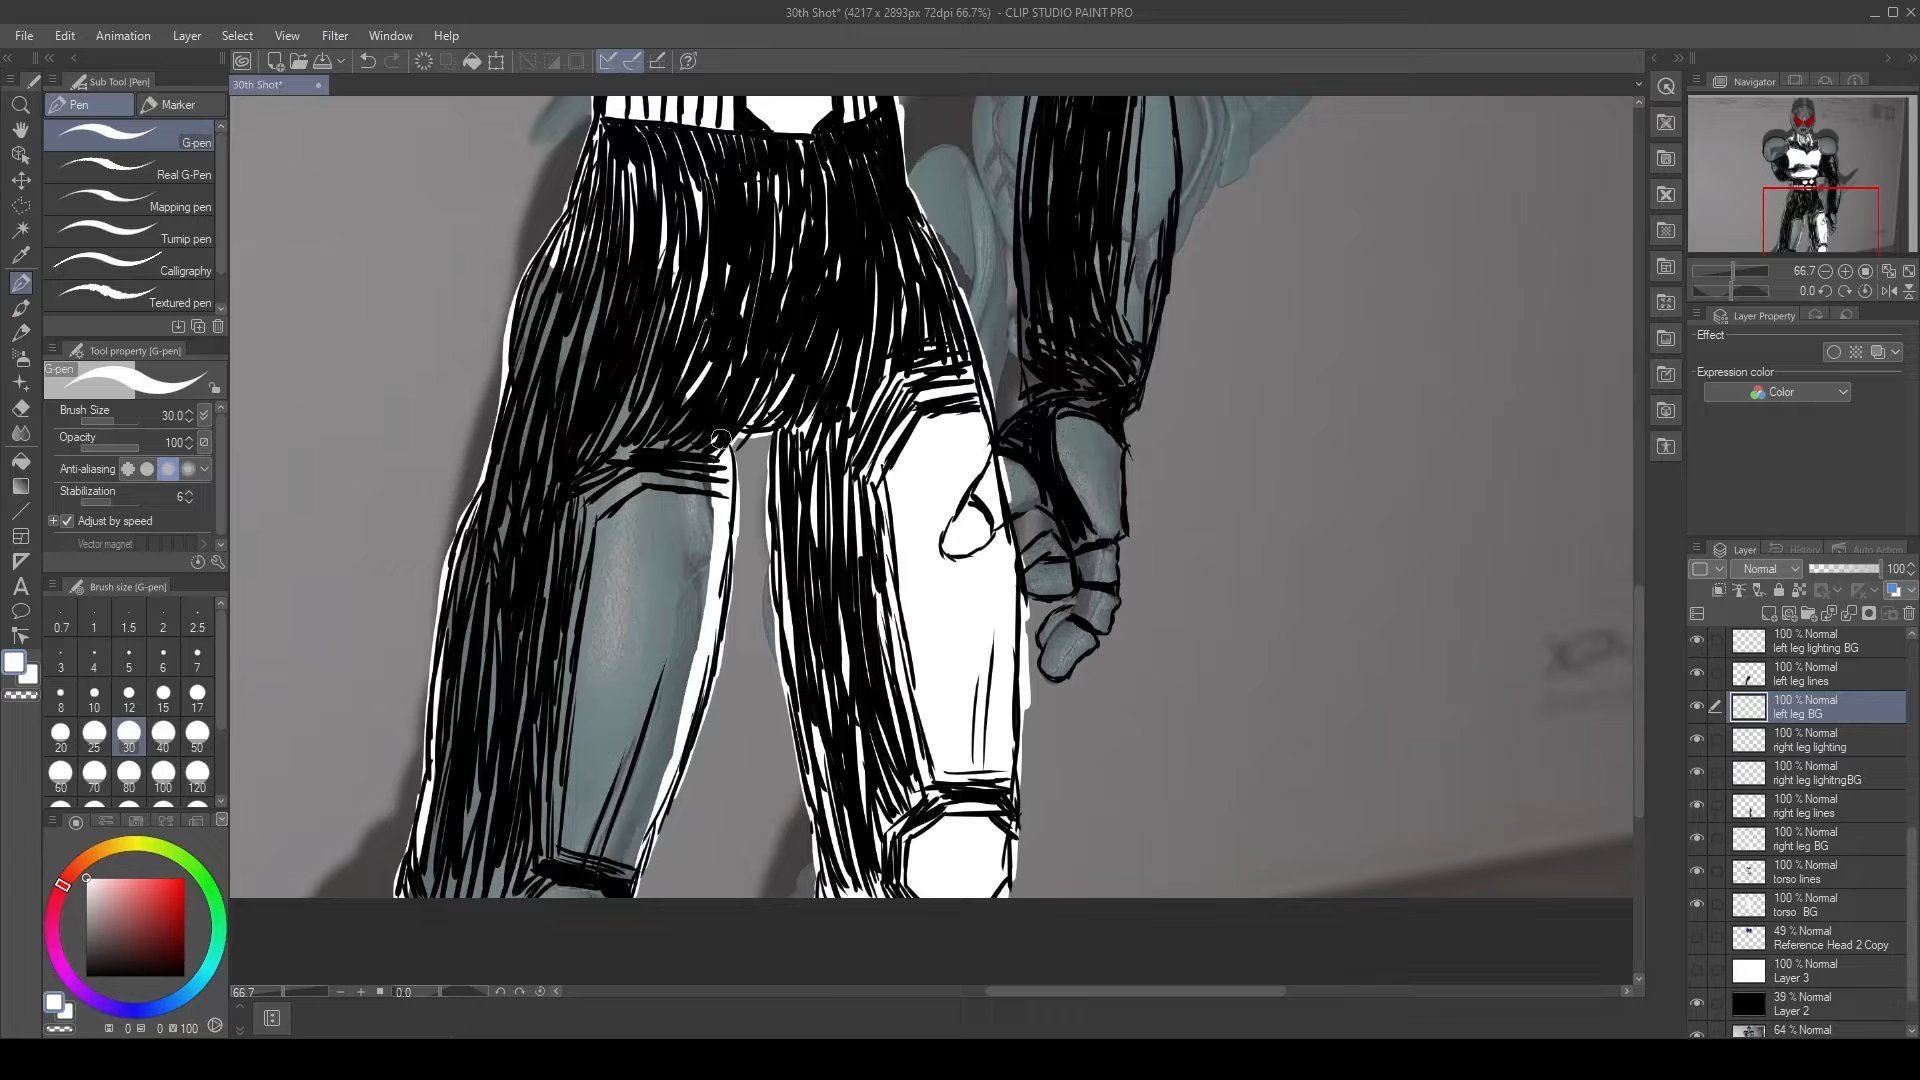 30th Shot* (4217 x 2893px 72dpi 66.7%) - CLIP STUDIO PAINT PRO
File Edit Animation Layer Select View Filter Window Help
Sub Tool [Pen]
30th Shot*
Navigator
Pen
Marker
G-pen
Real G-Pen
Mapping pen
Turnip pen
Calligraphy
Textured pen
66.7
0.0
Layer Property
Effect
Expression color
Color
Tool property [G-pen]
G-pen
Brush Size 30.0
Opacity 100
Anti-aliasing
Stabilization 6
Adjust by speed
Vector magnet
Brush size [G-pen]
0.7 1 1.5 2 2.5
3 4 5 6 7
8 10 12 15 17
20 25 30 40 50
60 70 80 100 120
Layer History Auto Action
Normal 100
100 % Normal
left leg lighting BG
100 % Normal
left leg lines
100 % Normal
left leg BG
100 % Normal
right leg lighting
100 % Normal
right leg lighitngBG
100 % Normal
right leg lines
100 % Normal
right leg BG
100 % Normal
torso lines
100 % Normal
torso BG
49 % Normal
Reference Head 2 Copy
100 % Normal
Layer 3
39 % Normal
Layer 2
64 % Normal
66.7 0.0
0 0 100